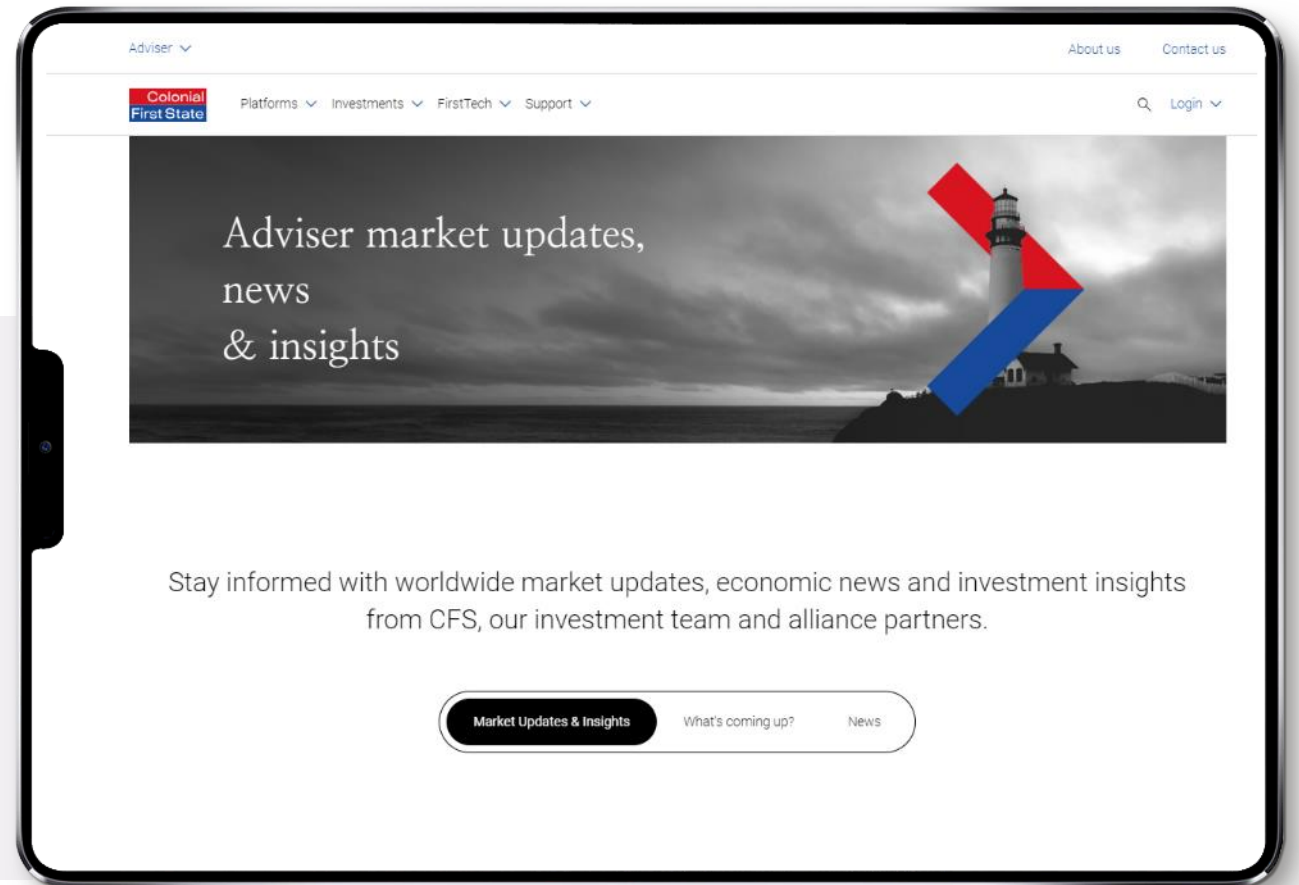 Adviser
About us
Contact us
Colonial
First State
Platforms
Investments
FirstTech
Support
Login
Adviser market updates,
news
& insights
Stay informed with worldwide market updates, economic news and investment insights
from CFS, our investment team and alliance partners.
Market Updates & Insights
What's coming up?
News